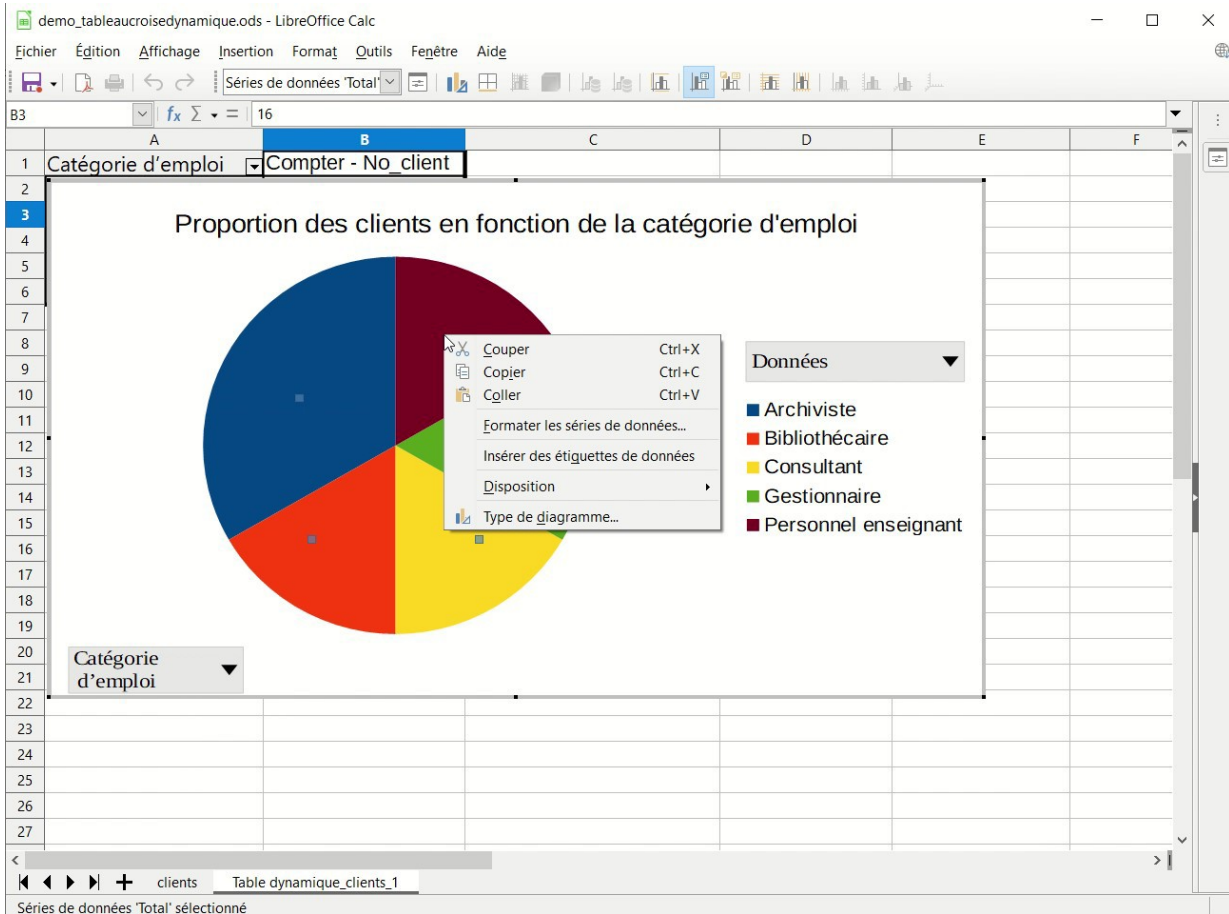 demo_tableaucroisedynamique.ods - LibreOffice Calc
Fichier Édition Affichage Insertion Format Outils Fenêtre Aide
Séries de données 'Total'
B3 fx Σ = 16
A B C D E F
1 Catégorie d'emploi Compter - No_client
2
3
4
5
6
7
8
9
10
11
12
13
14
15
16
17
18
19
20
21
22
23
24
25
26
27
Proportion des clients en fonction de la catégorie d'emploi
Couper Ctrl+X
Copier Ctrl+C
Coller Ctrl+V
Formater les séries de données...
Insérer des étiquettes de données
Disposition
Type de diagramme...
Données
Archiviste
Bibliothécaire
Consultant
Gestionnaire
Personnel enseignant
Catégorie
d'emploi
clients Table dynamique_clients_1
Séries de données 'Total' sélectionné